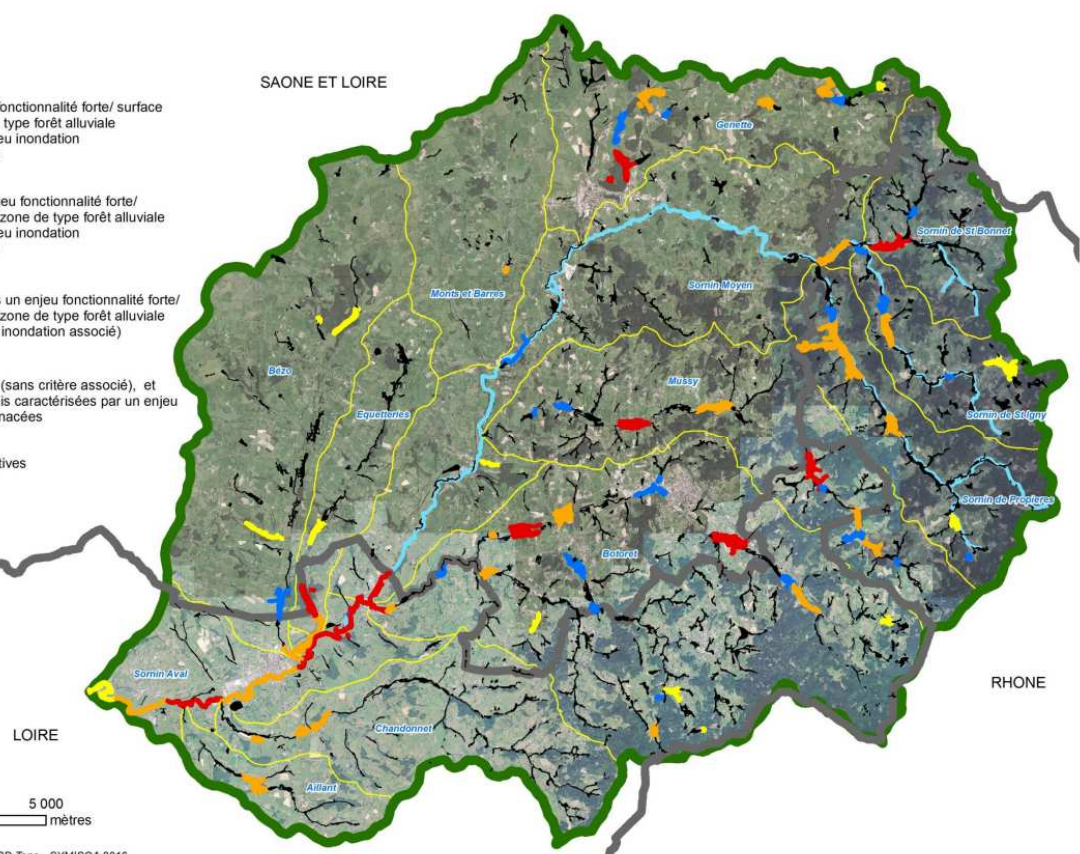 SAONE ET LOIRE
fonctionnalité forte/ surface
type forêt alluviale
eu inondation
eu fonctionnalité forte/
zone de type forêt alluviale
eu inondation
s un enjeu fonctionnalité forte/
zone de type forêt alluviale
inondation associé)
(sans critère associé), et
is caractérisées par un enjeu
nacées
tives
Genette
Sornin de St Bonnet
Sornin Moyen
Monts et Barres
Bézo
Equetteries
Mussy
Sornin de St Igny
Sornin de Propières
Botoret
Sornin Aval
RHONE
LOIRE
Chandonnet
Aillant
5 000
mètres